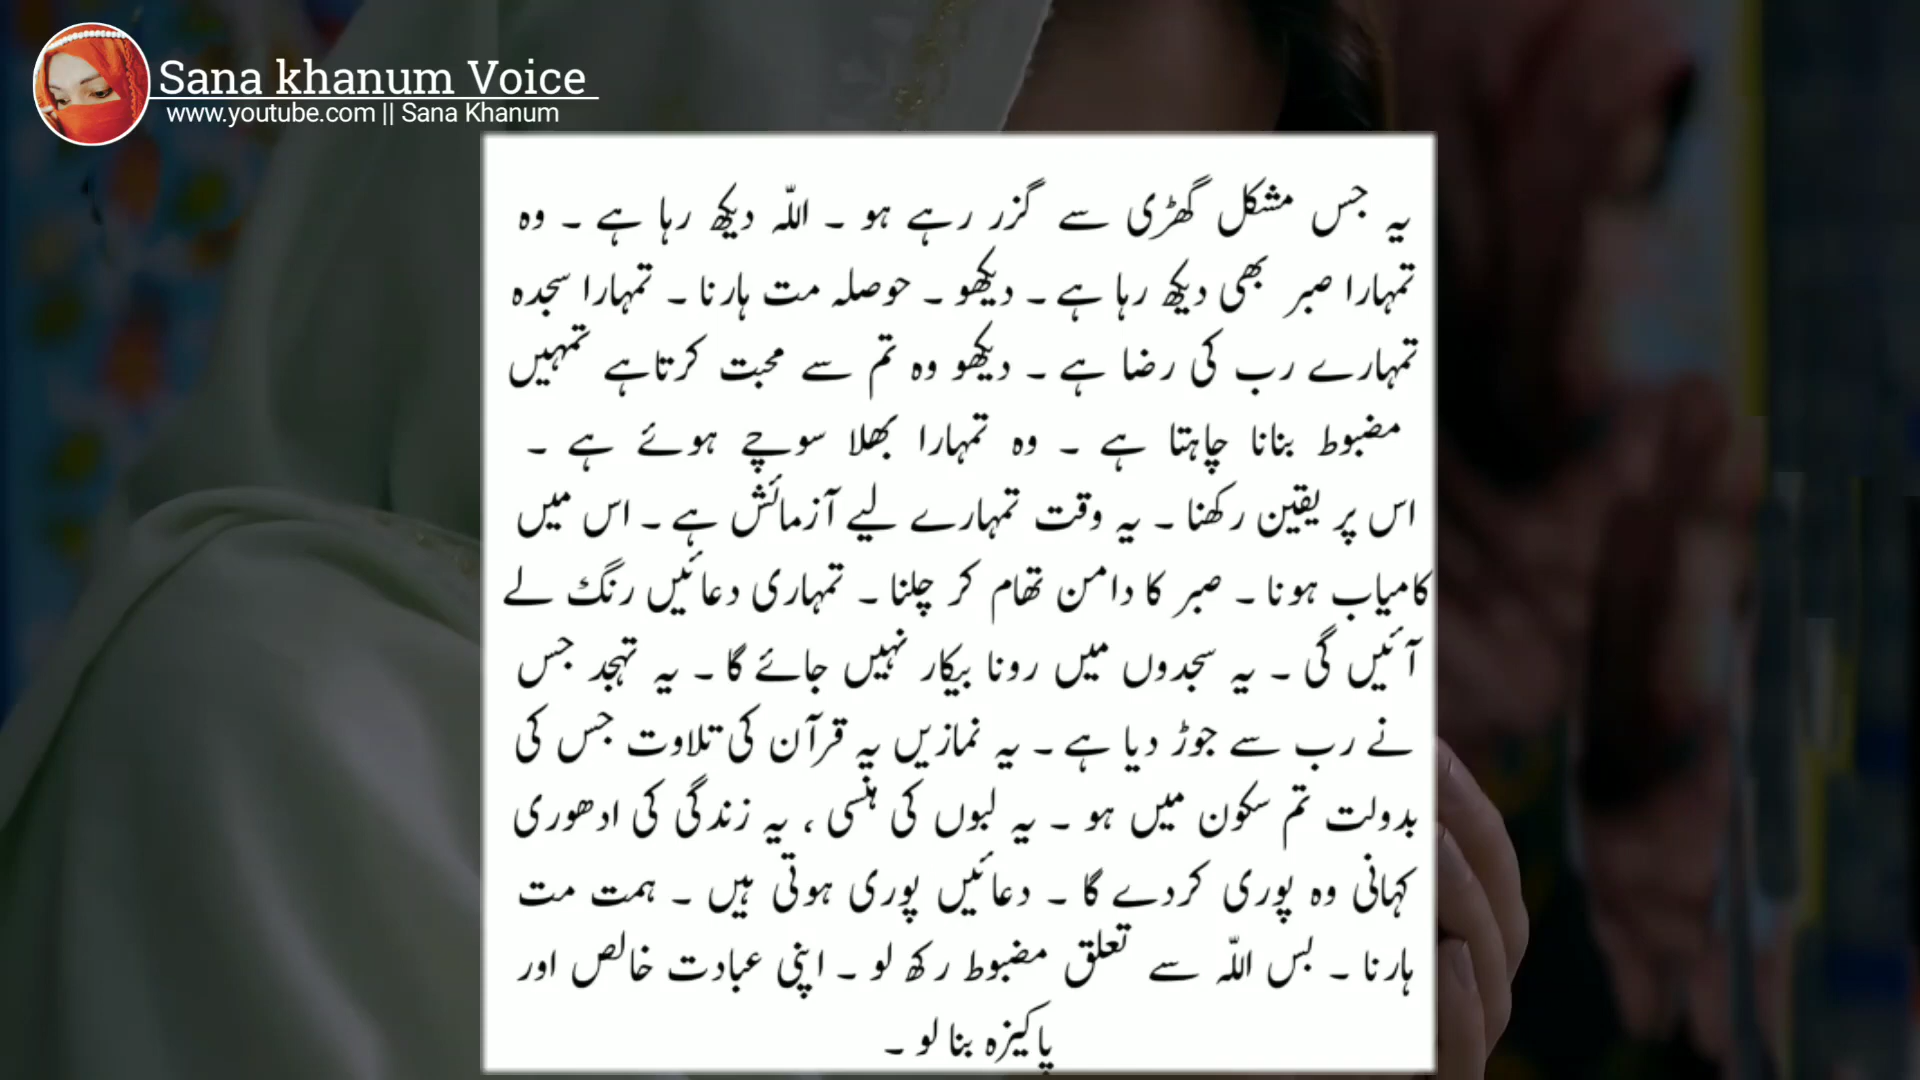 Sana khanum Voice
www.youtube.com || Sana Khanum
یہ جس مشکل گھڑی سے گزر رہے ہو ۔ اللّہ دیکھ رہا ہے ۔ وہ
تمہارا صبر بھی دیکھ رہا ہے ۔ دیکھو ۔ حوصلہ مت ہارنا ۔ تمہارا سجدہ
تمہارے رب کی رضا ہے ۔ دیکھو وہ تم سے محبت کرتاہے تمہیں
مضبوط بنانا چاہتا ہے ۔ وہ تمہارا بھلا سوچے ہوئے ہے ۔
اس پر یقین رکھنا ۔ یہ وقت تمہارے لیے آزمائش ہے ۔ اس میں
کامیاب ہونا ۔ صبر کا دامن تھام کر چلنا ۔ تمہاری دعائیں رنگ لے
آئیں گی ۔ یہ سجدوں میں رونا بیکار نہیں جائے گا ۔ یہ تہجد جس
نے رب سے جوڑ دیا ہے ۔ یہ نمازیں یہ قرآن کی تلاوت جس کی
بدولت تم سکون میں ہو ۔ یہ لبوں کی ہنسی ، یہ زندگی کی ادھوری
کہانی وہ پوری کردے گا ۔ دعائیں پوری ہوتی ہیں ۔ ہمت مت
ہارنا ۔ بس اللّہ سے تعلق مضبوط رکھ لو ۔ اپنی عبادت خالص اور
پاکیزہ بنا لو ۔